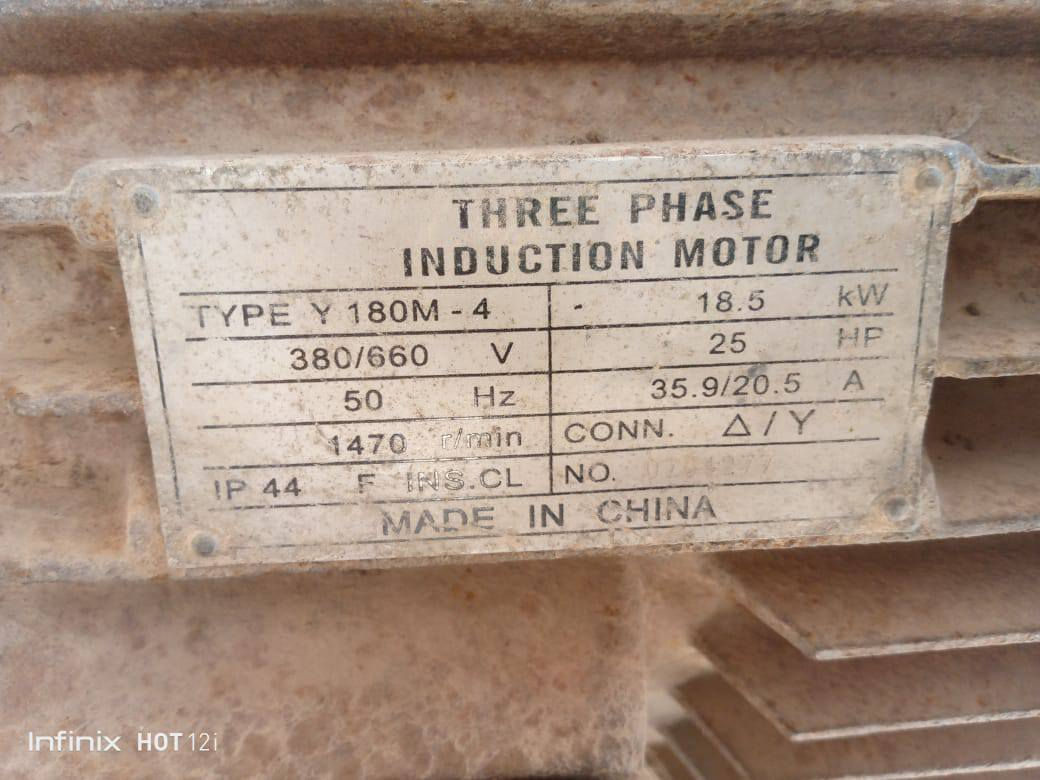 THREE PHASE
INDUCTION MOTOR
TYPE Y 180M - 4 - 18.5 kW
380/660 V 25 HP
50 Hz 35.9/20.5 A
1470 r/min CONN. △ / Y
IP 44 F INS.CL NO.
MADE IN CHINA
Infinix HOT 12i